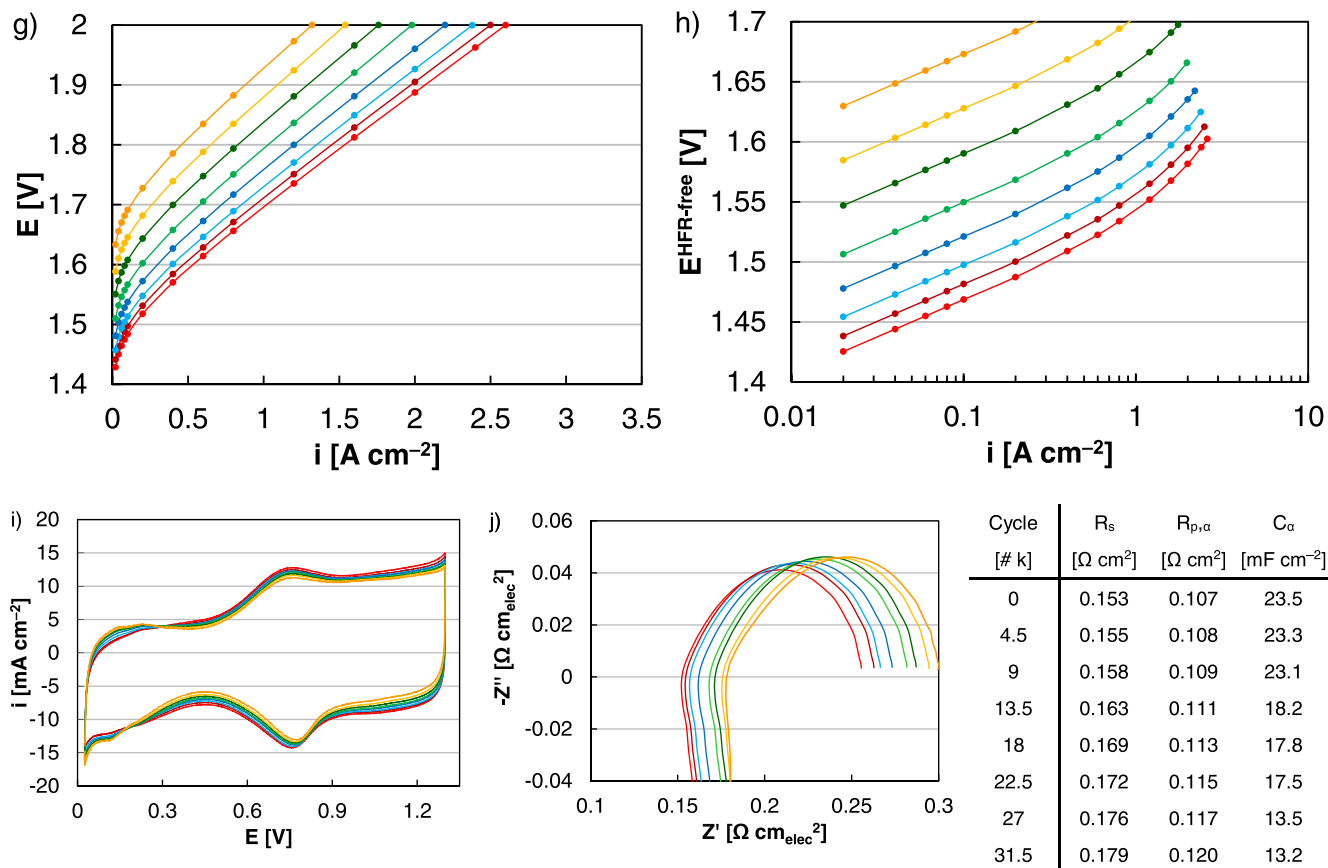 g)
2
1.9
1.8
1.7
1.6
1.5
1.4
E [V]
0 0.5 1 1.5 2 2.5 3 3.5
i [A cm–2]
h)
1.7
1.65
1.6
1.55
1.5
1.45
1.4
EHFR-free [V]
0.01 0.1 1 10
i [A cm–2]
i)
20
15
10
5
0
-5
-10
-15
-20
i [mA cm–2]
0 0.3 0.6 0.9 1.2
E [V]
j)
0.06
0.04
0.02
0
-0.02
-0.04
-Z'' [Ω cmelec2]
0.1 0.15 0.2 0.25 0.3
Z' [Ω cmelec2]
Cycle Rs Rp,α Cα
[# k] [Ω cm2] [Ω cm2] [mF cm–2]
0 0.153 0.107 23.5
4.5 0.155 0.108 23.3
9 0.158 0.109 23.1
13.5 0.163 0.111 18.2
18 0.169 0.113 17.8
22.5 0.172 0.115 17.5
27 0.176 0.117 13.5
31.5 0.179 0.120 13.2